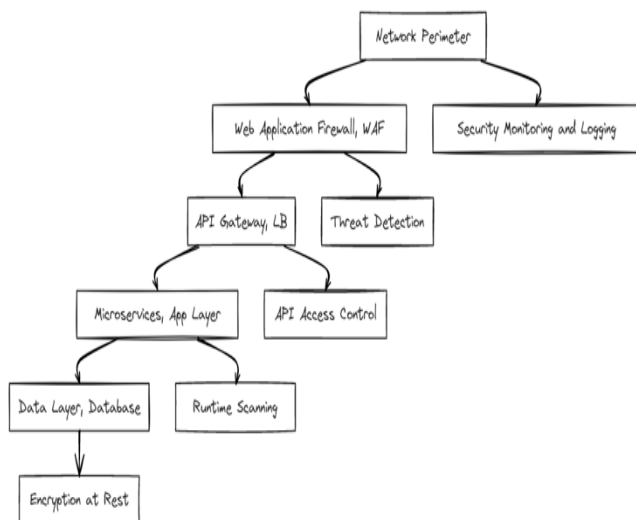 Network Perimeter
Web Application Firewall, WAF
Security Monitoring and Logging
API Gateway, LB
Threat Detection
Microservices, App Layer
API Access Control
Data Layer, Database
Runtime Scanning
Encryption at Rest